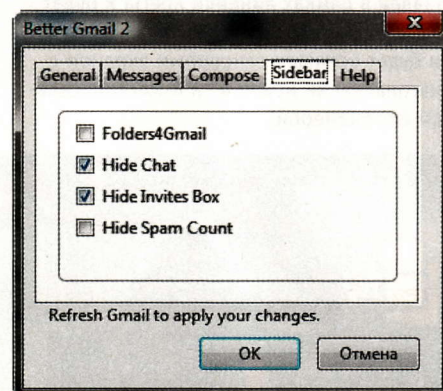 Better Gmail 2
General Messages Compose Sidebar Help
Folders4Gmail
Hide Chat
Hide Invites Box
Hide Spam Count
Refresh Gmail to apply your changes.
OK Отмена